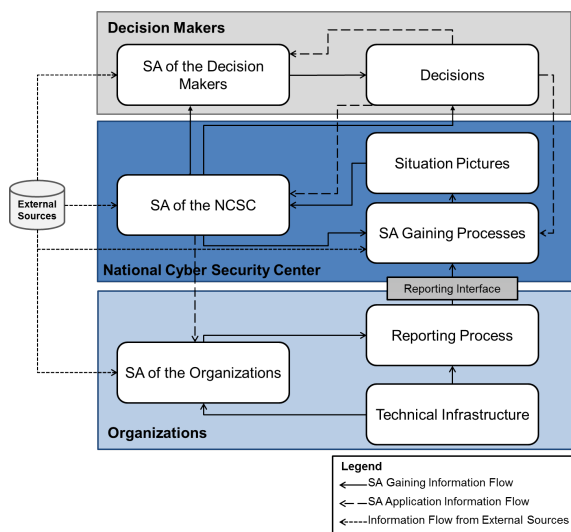 Decision Makers
SA of the Decision
Makers
Decisions
External
Sources
SA of the NCSC
Situation Pictures
SA Gaining Processes
National Cyber Security Center
Reporting Interface
Reporting Process
SA of the Organizations
Technical Infrastructure
Organizations
Legend
SA Gaining Information Flow
SA Application Information Flow
Information Flow from External Sources